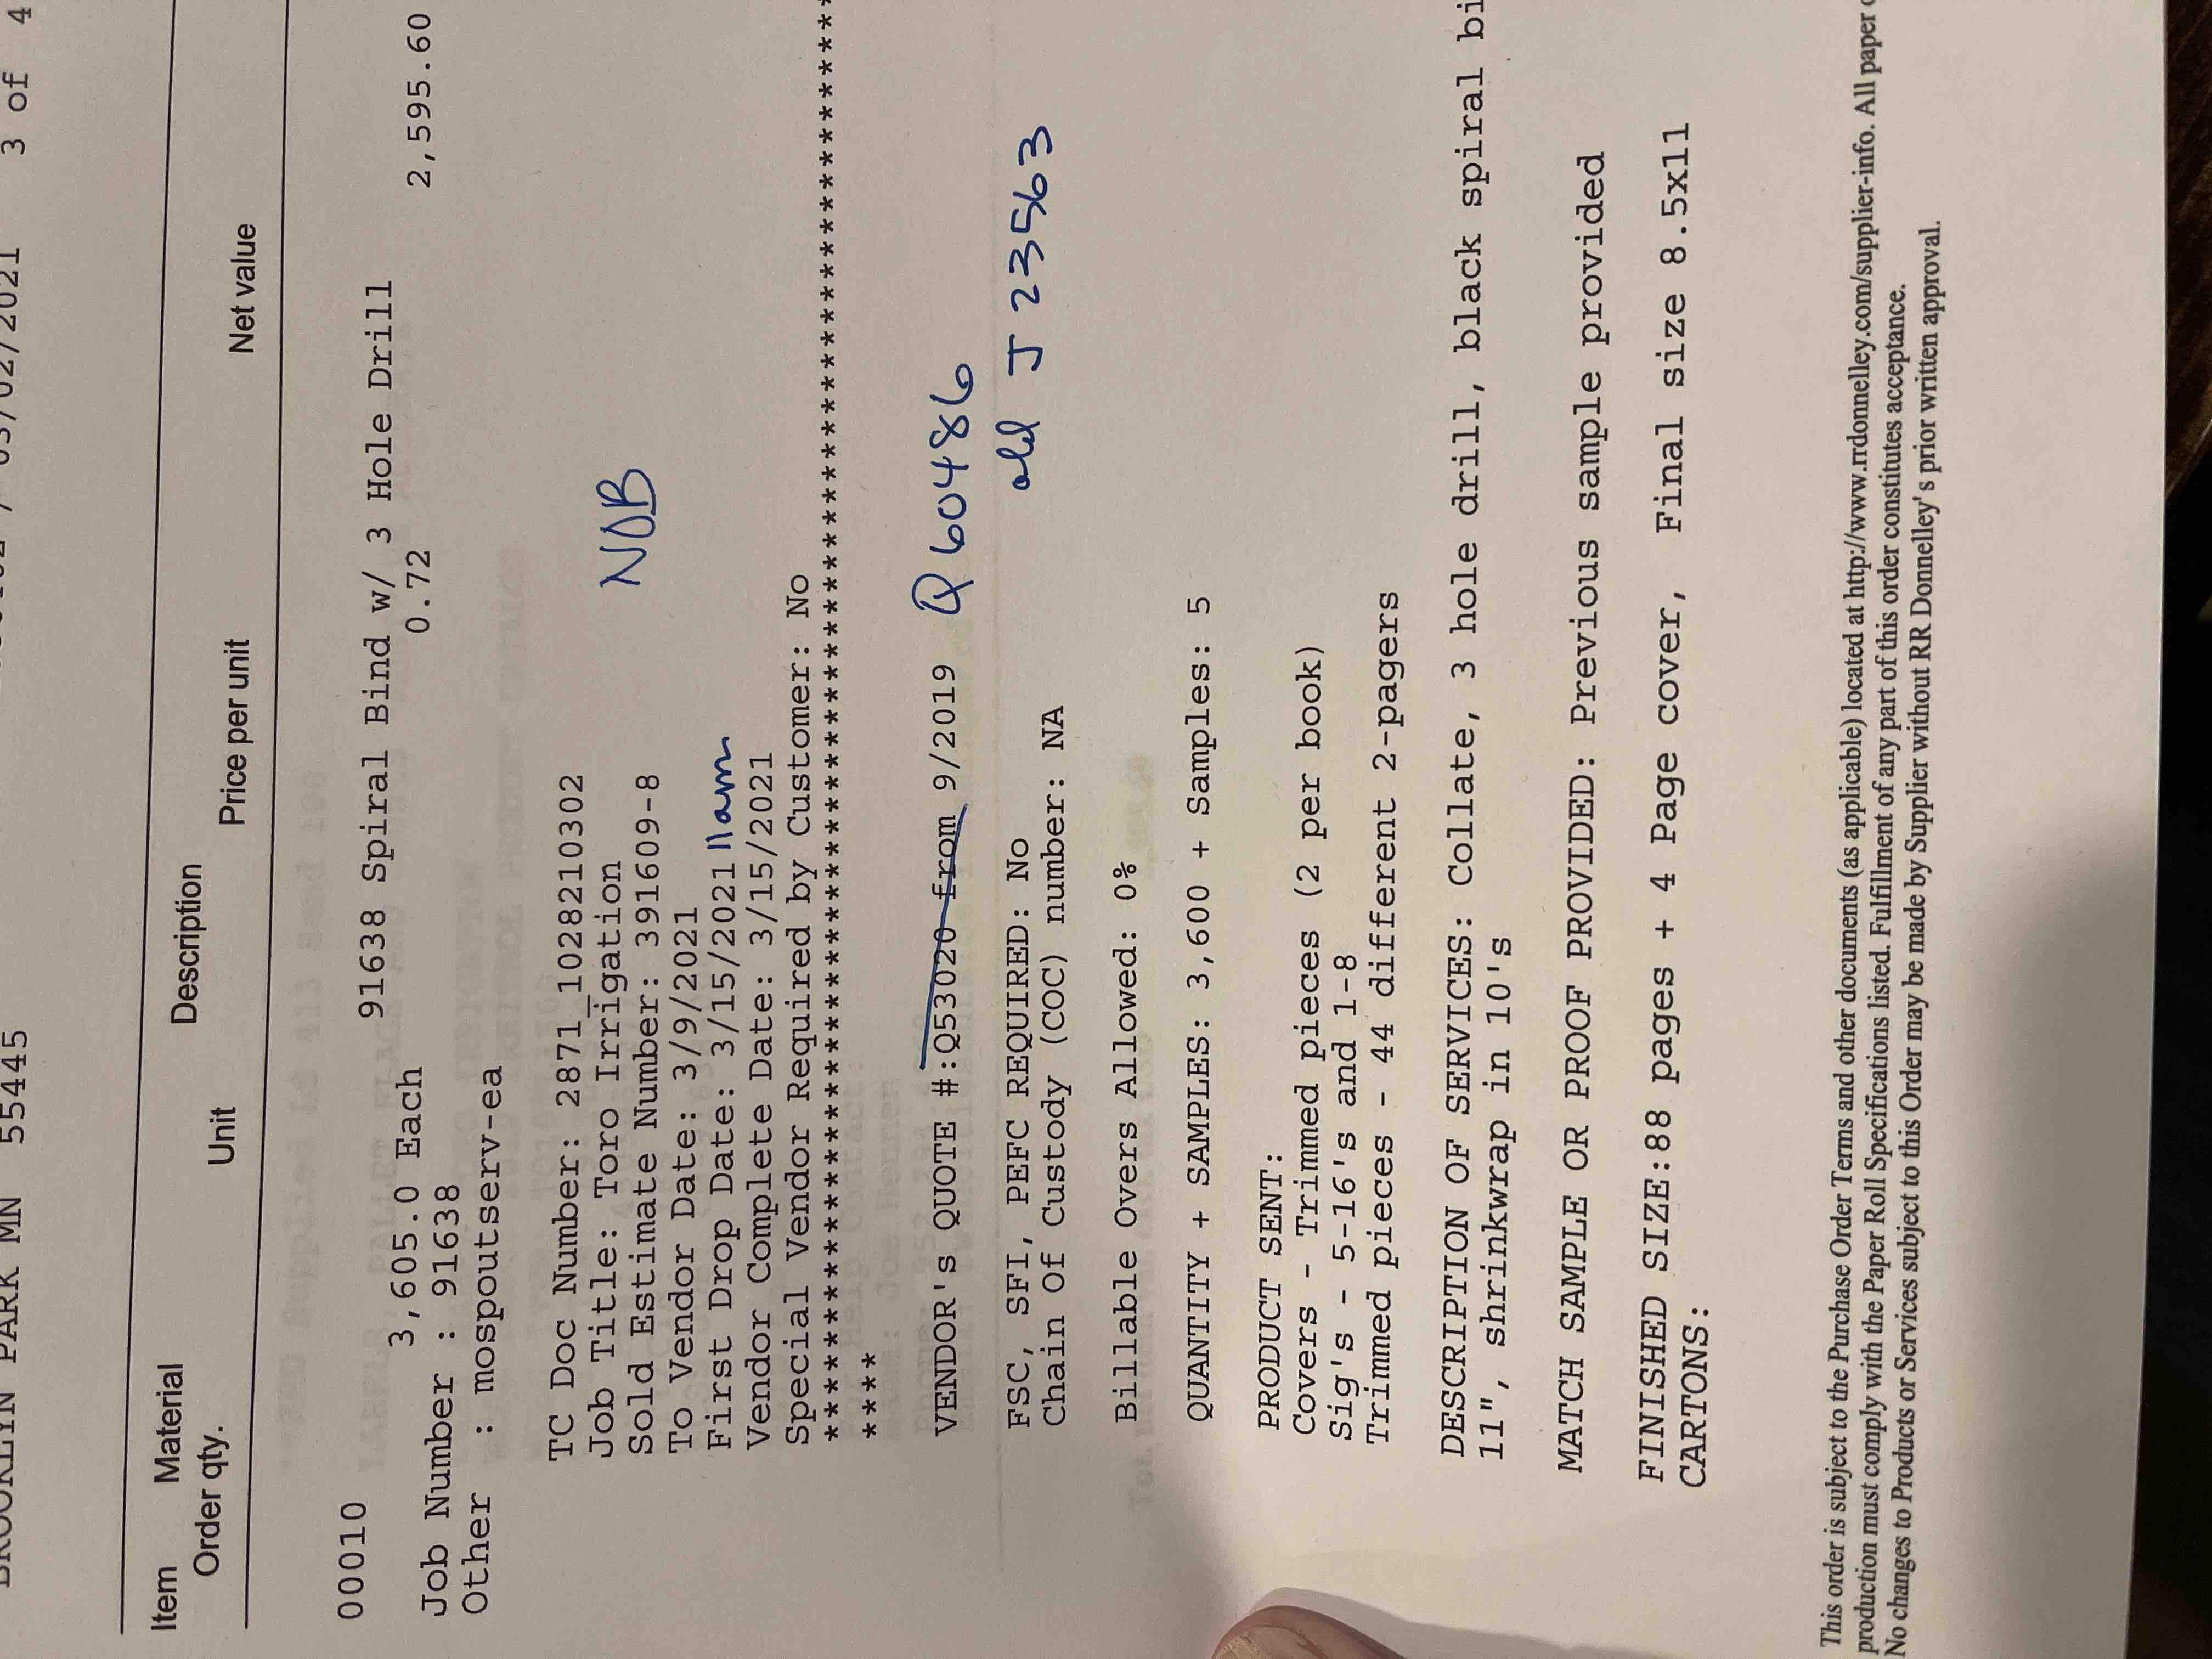 BROOKLYN PARK MN 55445
03/02/2021 3 of 4
Item Material Description
Order qty. Unit Price per unit Net value
00010 91638 Spiral Bind w/ 3 Hole Drill
3,605.0 Each 0.72 2,595.60
Job Number : 91638
Other : mospoutserv-ea
TC Doc Number: 2871_10282103​02
Job Title: Toro Irrigation
NOB
Sold Estimate Number: 391609-8
To Vendor Date: 3/9/2021
First Drop Date: 3/15/2021 11am
Vendor Complete Date: 3/15/2021
Special Vendor Required by Customer: No
****
VENDOR's QUOTE #:Q53020 from 9/2019 Q 60486
old J 23563
FSC, SFI, PEFC REQUIRED: No
Chain Of Custody (COC) number: NA
Billable Overs Allowed: 0%
QUANTITY + SAMPLES: 3,600 + Samples: 5
PRODUCT SENT:
Covers - Trimmed pieces (2 per book)
Sig's - 5-16's and 1-8
Trimmed pieces - 44 different 2-pagers
DESCRIPTION OF SERVICES: Collate, 3 hole drill, black spiral bi
11", shrinkwrap in 10's
MATCH SAMPLE OR PROOF PROVIDED: Previous sample provided
FINISHED SIZE:88 pages + 4 Page cover, Final size 8.5x11
CARTONS:
This order is subject to the Purchase Order Terms and other documents (as applicable) located at http://www.rrdonnelley.com/supplier-info. All paper
production must comply with the Paper Roll Specifications listed. Fulfillment of any part of this order constitutes acceptance.
No changes to Products or Services subject to this Order may be made by Supplier without RR Donnelley's prior written approval.